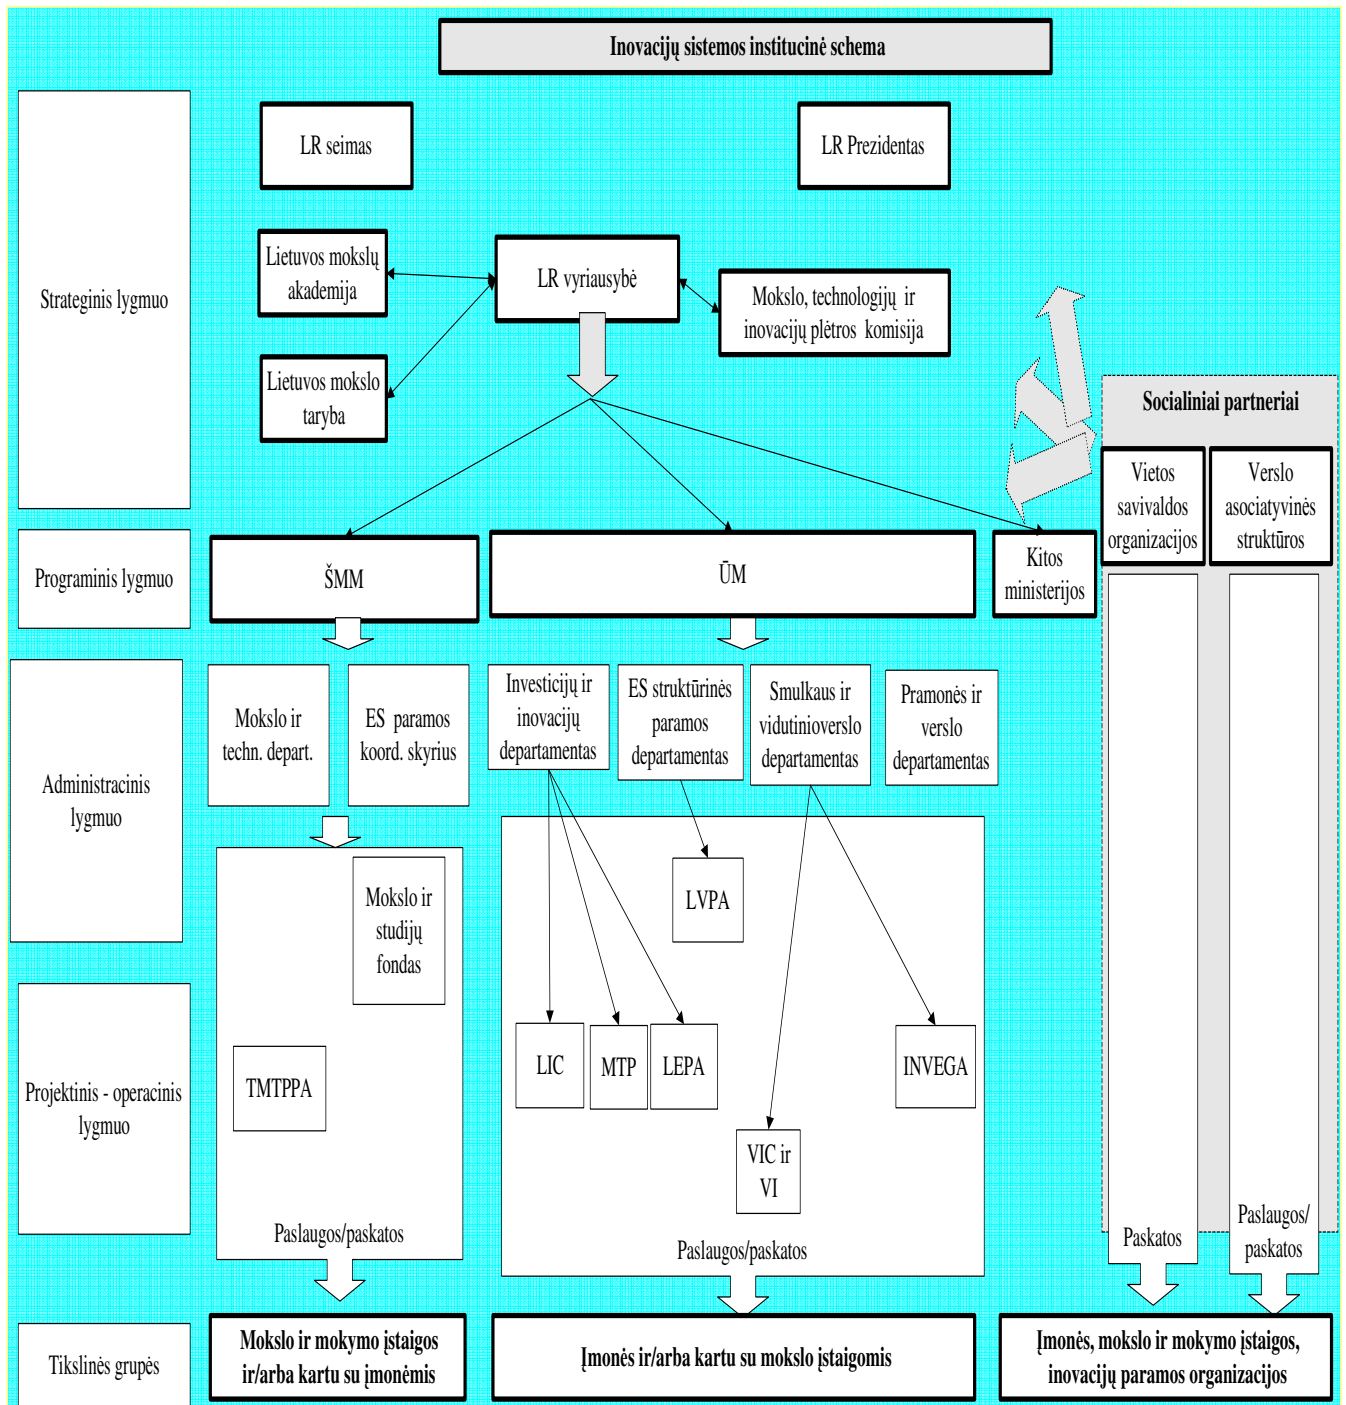 Inovacijų sistemos institucinė schema
LR seimas
LR Prezidentas
Strateginis lygmuo
Lietuvos mokslų
akademija
LR vyriausybė
Mokslo, technologijų ir
inovacijų plėtros komisija
Lietuvos mokslo
taryba
Socialiniai partneriai
Vietos
savivaldos
organizacijos
Verslo
asociatyvinės
struktūros
Programinis lygmuo
ŠMM
ŪM
Kitos
ministerijos
Administracinis
lygmuo
Mokslo ir
techn. depart.
ES paramos
koord. skyrius
Investicijų ir
inovacijų
departamentas
ES struktūrinės
paramos
departamentas
Smulkaus ir
vidutinioverslo
departamentas
Pramonės ir
verslo
departamentas
Mokslo ir
studijų
fondas
LVPA
Projektinis - operacinis
lygmuo
TMTPPA
LIC
MTP
LEPA
INVEGA
VIC ir
VI
Paslaugos/paskatos
Paslaugos/paskatos
Paskatos
Paslaugos/
paskatos
Tikslinės grupės
Mokslo ir mokymo įstaigos
ir/arba kartu su įmonėmis
Įmonės ir/arba kartu su mokslo įstaigomis
Įmonės, mokslo ir mokymo įstaigos,
inovacijų paramos organizacijos